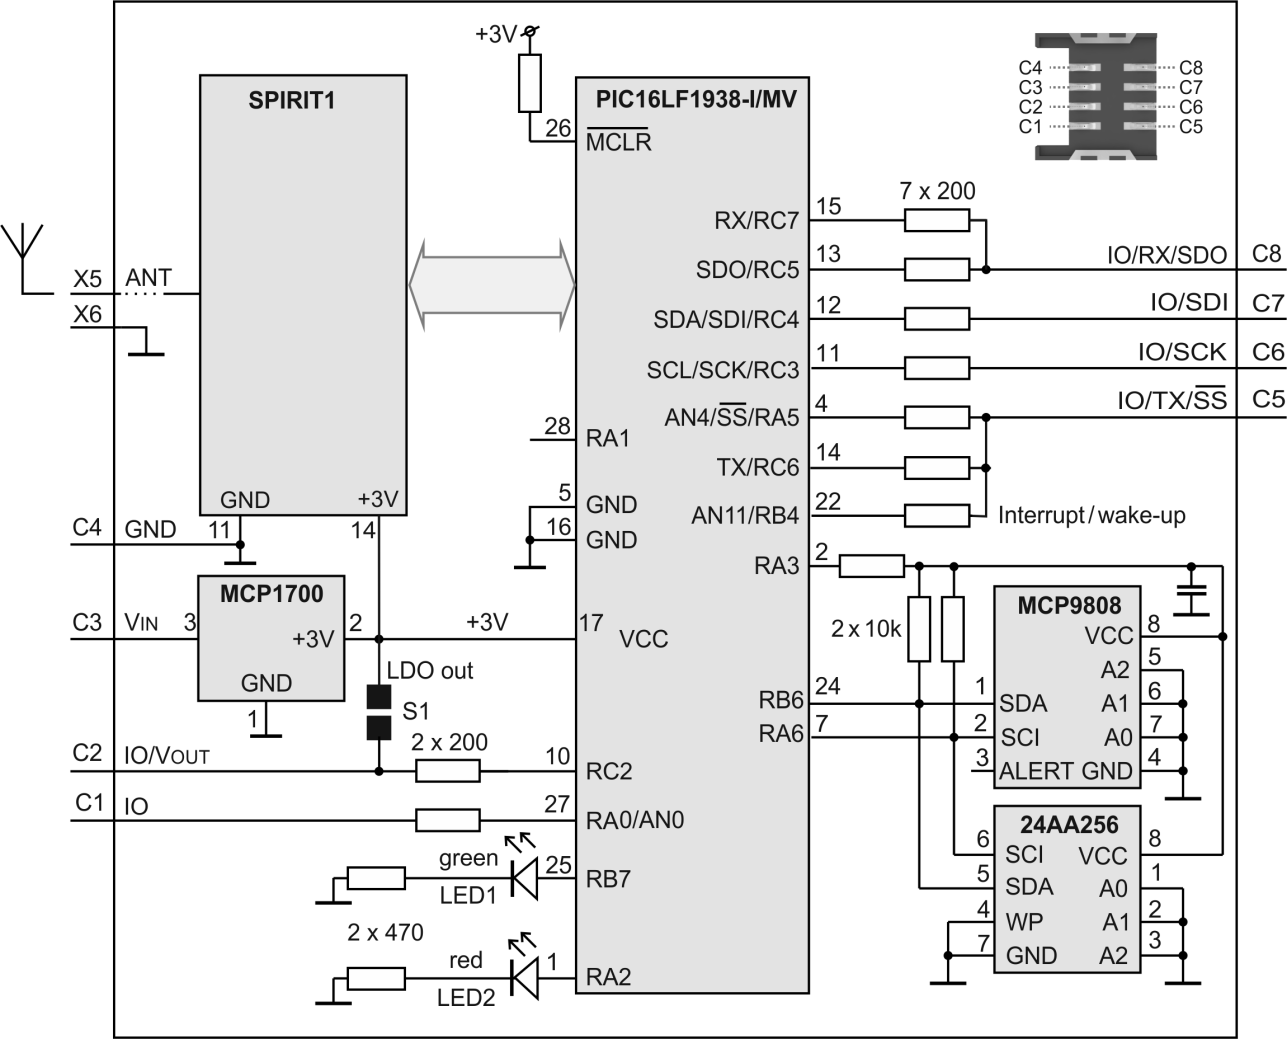 +3V
SPIRIT1
PIC16LF1938-I/MV
C4 C8
C3 C7
C2 C6
C1 C5
26 MCLR
7 x 200
RX/RC7 15
SDO/RC5 13 IO/RX/SDO C8
X5 ANT
X6
SDA/SDI/RC4 12 IO/SDI C7
SCL/SCK/RC3 11 IO/SCK C6
AN4/SS/RA5 4 IO/TX/SS C5
28 RA1
TX/RC6 14
GND +3V
5 GND
AN11/RB4 22 Interrupt/wake-up
C4 GND 11 14
16 GND
RA3 2
MCP1700
MCP9808
C3 VIN 3 +3V 2 +3V 17 VCC
2 x 10k
VCC 8
LDO out
A2 5
GND
S1
1
RB6 24 1 SDA A1 6
RA6 7 2 SCI A0 7
C2 IO/VOUT 2 x 200 10 RC2
3 ALERT GND 4
C1 IO 27 RA0/AN0
24AA256
6 SCI VCC 8
green
LED1
25 RB7
5 SDA A0 1
4 WP A1 2
2 x 470
7 GND A2 3
red
LED2
1 RA2